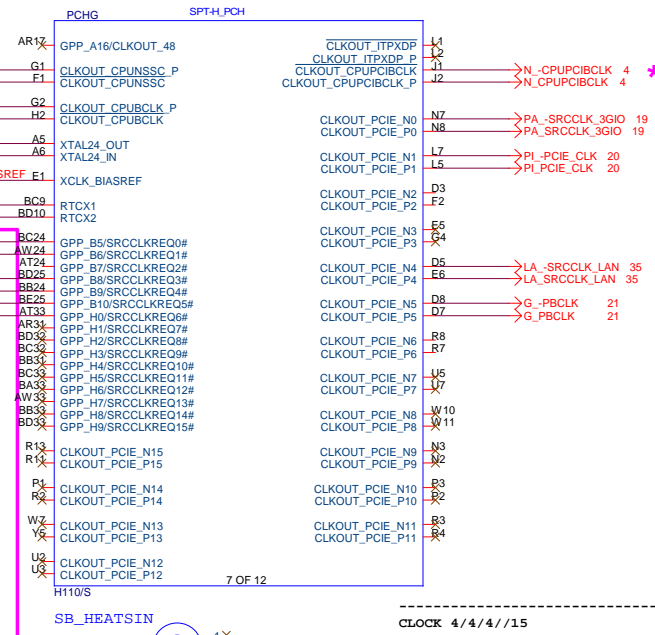 PCHG SPT-H_PCH
AR17 GPP_A16/CLKOUT_48 CLKOUT_ITPXDP L1
CLKOUT_ITPXDP_P L2
G1 CLKOUT_CPUNSSC_P CLKOUT_CPUPCIBCLK J1 N_-CPUPCIBCLK 4 *
F1 CLKOUT_CPUNSSC CLKOUT_CPUPCIBCLK_P J2 N_CPUPCIBCLK 4
G2 CLKOUT_CPUBCLK_P
H2 CLKOUT_CPUBCLK CLKOUT_PCIE_N0 N7 PA_-SRCCLK_3GIO 19
CLKOUT_PCIE_P0 N8 PA_SRCCLK_3GIO 19
A5 XTAL24_OUT
A6 XTAL24_IN CLKOUT_PCIE_N1 L7 PI_-PCIE_CLK 20
CLKOUT_PCIE_P1 L5 PI_PCIE_CLK 20
SREF E1 XCLK_BIASREF
CLKOUT_PCIE_N2 D3
BC9 RTCX1 CLKOUT_PCIE_P2 F2
BD10 RTCX2
CLKOUT_PCIE_N3 E5
BC24 GPP_B5/SRCCLKREQ0# CLKOUT_PCIE_P3 G4
AW24 GPP_B6/SRCCLKREQ1#
AT24 GPP_B7/SRCCLKREQ2# CLKOUT_PCIE_N4 D5 LA_-SRCCLK_LAN 35
BD25 GPP_B8/SRCCLKREQ3# CLKOUT_PCIE_P4 E6 LA_SRCCLK_LAN 35
BB24 GPP_B9/SRCCLKREQ4#
BE25 GPP_B10/SRCCLKREQ5# CLKOUT_PCIE_N5 D8 G_-PBCLK 21
AT33 GPP_H0/SRCCLKREQ6# CLKOUT_PCIE_P5 D7 G_PBCLK 21
AR31 GPP_H1/SRCCLKREQ7#
BD32 GPP_H2/SRCCLKREQ8# CLKOUT_PCIE_N6 R8
BC32 GPP_H3/SRCCLKREQ9# CLKOUT_PCIE_P6 R7
BB31 GPP_H4/SRCCLKREQ10#
BC33 GPP_H5/SRCCLKREQ11# CLKOUT_PCIE_N7 U5
BA33 GPP_H6/SRCCLKREQ12# CLKOUT_PCIE_P7 U7
AW33 GPP_H7/SRCCLKREQ13#
BB33 GPP_H8/SRCCLKREQ14# CLKOUT_PCIE_N8 W10
BD33 GPP_H9/SRCCLKREQ15# CLKOUT_PCIE_P8 W11
R13 CLKOUT_PCIE_N15 CLKOUT_PCIE_N9 N3
R11 CLKOUT_PCIE_P15 CLKOUT_PCIE_P9 N2
P1 CLKOUT_PCIE_N14 CLKOUT_PCIE_N10 P3
R2 CLKOUT_PCIE_P14 CLKOUT_PCIE_P10 P2
W7 CLKOUT_PCIE_N13 CLKOUT_PCIE_N11 R3
Y5 CLKOUT_PCIE_P13 CLKOUT_PCIE_P11 R4
U2 CLKOUT_PCIE_N12
U3 CLKOUT_PCIE_P12
7 OF 12
H110/S
SB_HEATSIN
CLOCK 4/4/4//15